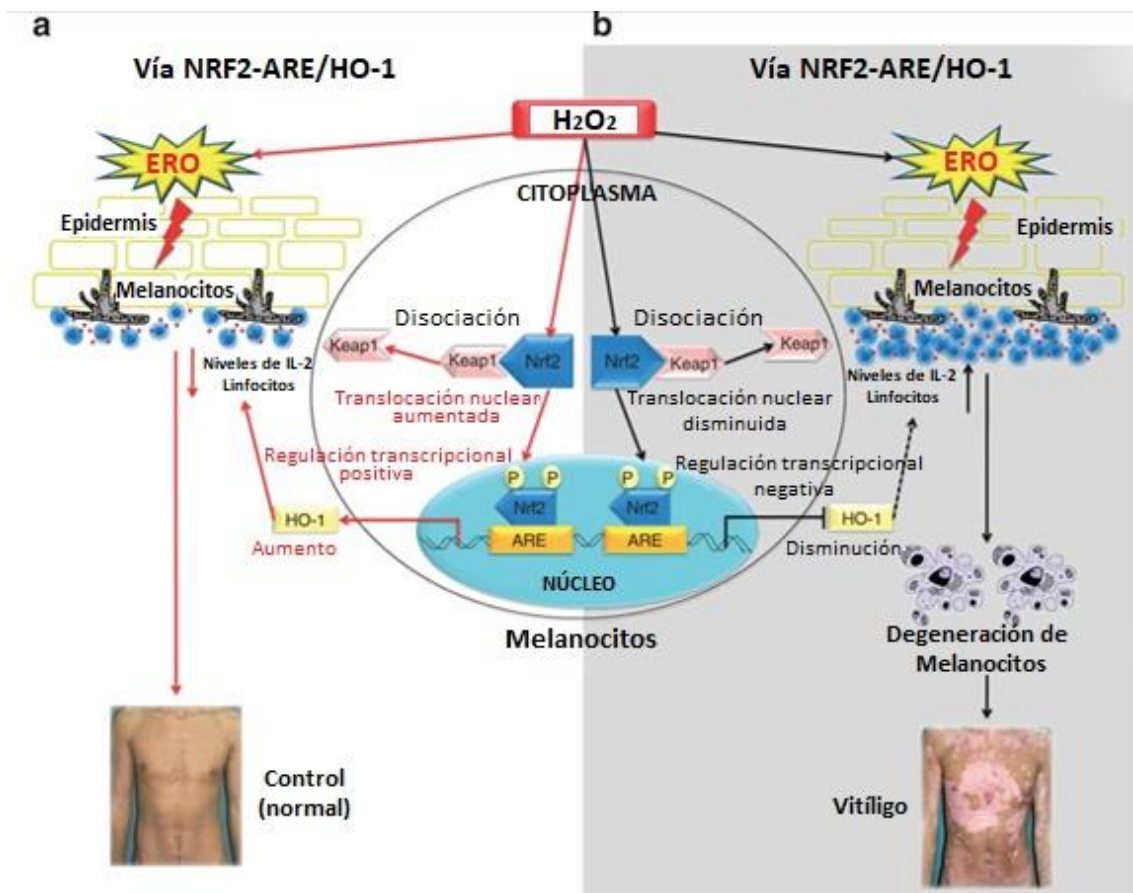 a
b
Vía NRF2-ARE/HO-1
Vía NRF2-ARE/HO-1
H2O2
ERO
ERO
CITOPLASMA
Epidermis
Epidermis
Melanocitos
Melanocitos
Disociación
Disociación
Keap1
Keap1
Nrf2
Nrf2
Keap1
Keap1
Niveles de IL-2
Linfocitos
Niveles de IL-2
Linfocitos
Translocación nuclear
aumentada
Translocación nuclear
disminuida
Regulación transcripcional
positiva
Regulación transcripcional
negativa
P P
P P
Nrf2
Nrf2
HO-1
HO-1
ARE
ARE
Aumento
Disminución
NÚCLEO
Melanocitos
Degeneración de
Melanocitos
Control
(normal)
Vitíligo